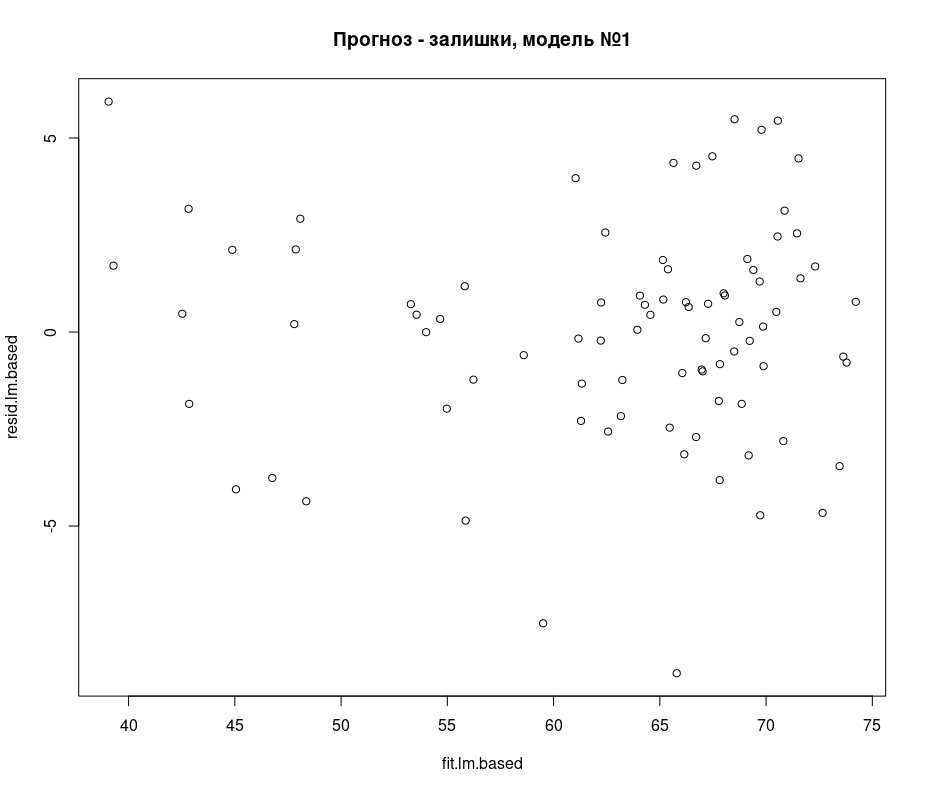 Прогноз - залишки, модель №1
5
0
-5
resid.lm.based
40 45 50 55 60 65 70 75
fit.lm.based